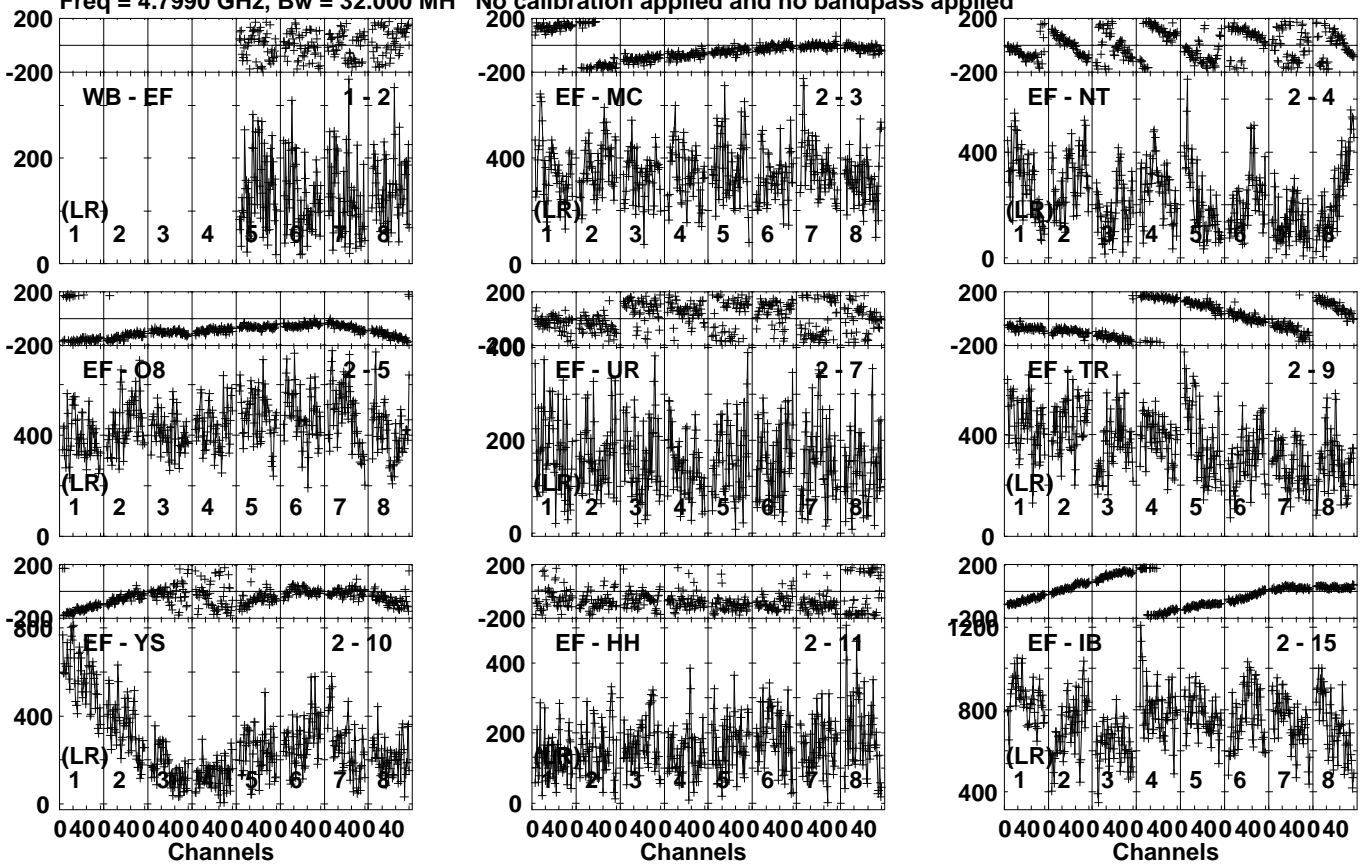 Freq = 4.7990 GHz, Bw = 32.000 MH No calibration applied and no bandpass applied
200
-200
WB - EF 1 - 2
200
(LR)
1 2 3 4 5 6 7 8
0
200
-200
EF - MC 2 - 3
400
(LR)
1 2 3 4 5 6 7 8
0
200
-200
EF - NT 2 - 4
400
(LR)
1 2 3 4 5 6 7 8
0
200
-200
EF - O8 2 - 5
400
(LR)
1 2 3 4 5 6 7 8
0
200
-200
400
EF - UR 2 - 7
200
(LR)
1 2 3 4 5 6 7 8
0
200
-200
EF - TR 2 - 9
400
(LR)
1 2 3 4 5 6 7 8
0
200
-200
800
EF - YS 2 - 10
400
(LR)
1 2 3 4 5 6 7 8
0
0 40 0 40 0 40 0 40 0 40 0 40 0 40 0 40
Channels
200
-200
EF - HH 2 - 11
400
200
(LR)
1 2 3 4 5 6 7 8
0
0 40 0 40 0 40 0 40 0 40 0 40 0 40 0 40
Channels
200
-200
1200
EF - IB 2 - 15
800
(LR)
1 2 3 4 5 6 7 8
400
0 40 0 40 0 40 0 40 0 40 0 40 0 40 0 40
Channels